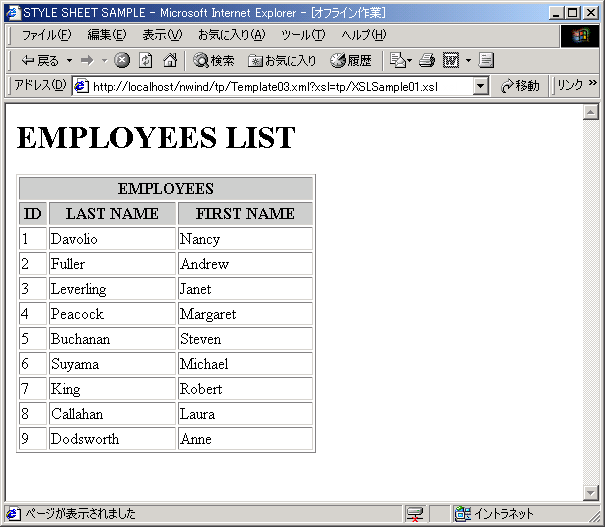 STYLE SHEET SAMPLE - Microsoft Internet Explorer - [オフライン作業]
ファイル(F) 編集(E) 表示(V) お気に入り(A) ツール(T) ヘルプ(H)
戻る 検索 お気に入り 履歴
アドレス(D) http://localhost/nwind/tp/Template03.xml?xsl=tp/XSLSample01.xsl 移動 リンク »
EMPLOYEES LIST
EMPLOYEES
ID LAST NAME FIRST NAME
1 Davolio Nancy
2 Fuller Andrew
3 Leverling Janet
4 Peacock Margaret
5 Buchanan Steven
6 Suyama Michael
7 King Robert
8 Callahan Laura
9 Dodsworth Anne
ページが表示されました イントラネット